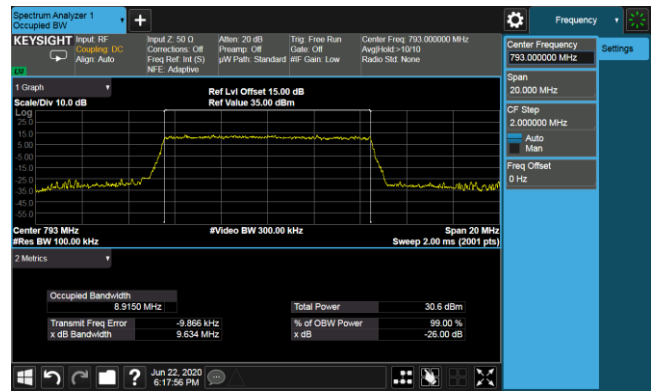 Spectrum Analyzer 1
Occupied BW
Frequency
KEYSIGHT
Input: RF
Coupling: DC
Align: Auto
Input Z: 50 Ω
Corrections: Off
Freq Ref: Int (S)
NFE: Adaptive
Atten: 20 dB
Preamp: Off
µW Path: Standard
Trig: Free Run
Gate: Off
#IF Gain: Low
Center Freq: 793.000000 MHz
Avg|Hold:>10/10
Radio Std: None
Center Frequency
793.000000 MHz
Settings
Span
20.000 MHz
CF Step
2.000000 MHz
Auto
Man
Freq Offset
0 Hz
1 Graph
Scale/Div 10.0 dB
Ref Lvl Offset 15.00 dB
Ref Value 35.00 dBm
Log
25.0
15.0
5.00
-5.00
-15.0
-25.0
-35.0
-45.0
-55.0
Center 793 MHz
#Video BW 300.00 kHz
Span 20 MHz
#Res BW 100.00 kHz
Sweep 2.00 ms (2001 pts)
2 Metrics
Occupied Bandwidth
8.9150 MHz
Total Power
30.6 dBm
Transmit Freq Error
-9.866 kHz
% of OBW Power
99.00 %
x dB Bandwidth
9.634 MHz
x dB
-26.00 dB
?
Jun 22, 2020
6:17:56 PM